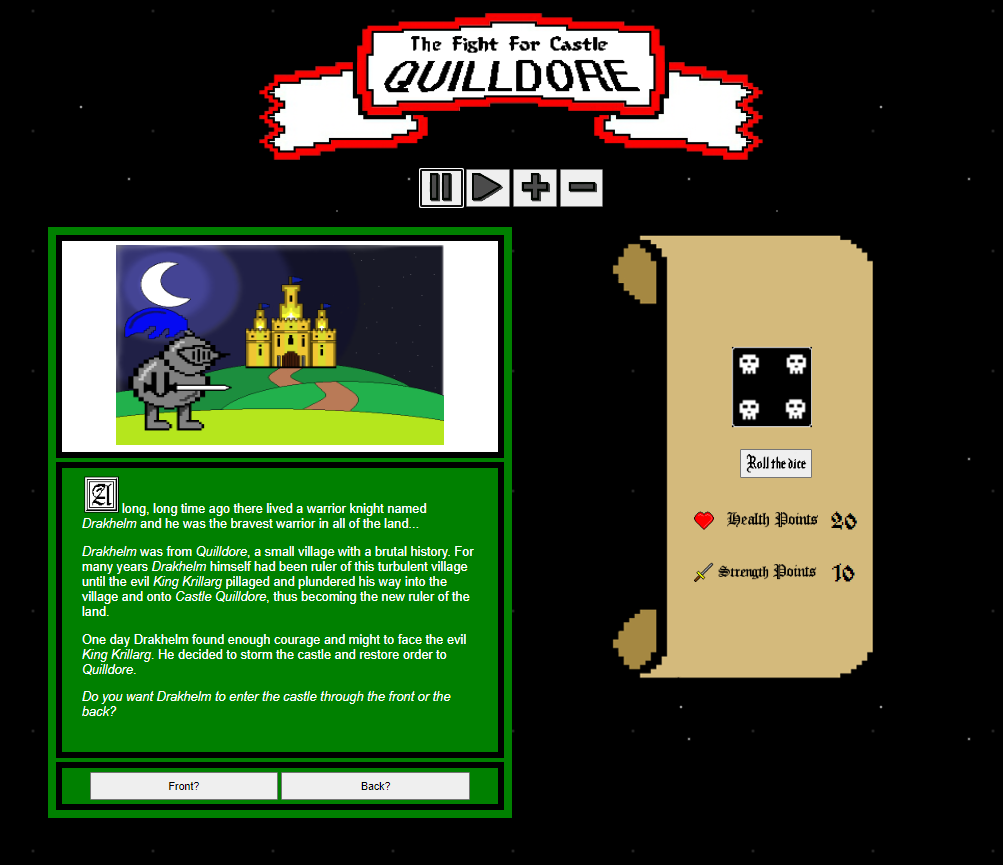 The Fight For Castle
QUILLDORE
A long, long time ago there lived a warrior knight named
Drakhelm and he was the bravest warrior in all of the land...
Drakhelm was from Quilldore, a small village with a brutal history. For
many years Drakhelm himself had been ruler of this turbulent village
until the evil King Krillarg pillaged and plundered his way into the
village and onto Castle Quilldore, thus becoming the new ruler of the
land.
One day Drakhelm found enough courage and might to face the evil
King Krillarg. He decided to storm the castle and restore order to
Quilldore.
Do you want Drakhelm to enter the castle through the front or the
back?
Front?
Back?
Roll the dice
Health Points 20
Strength Points 10